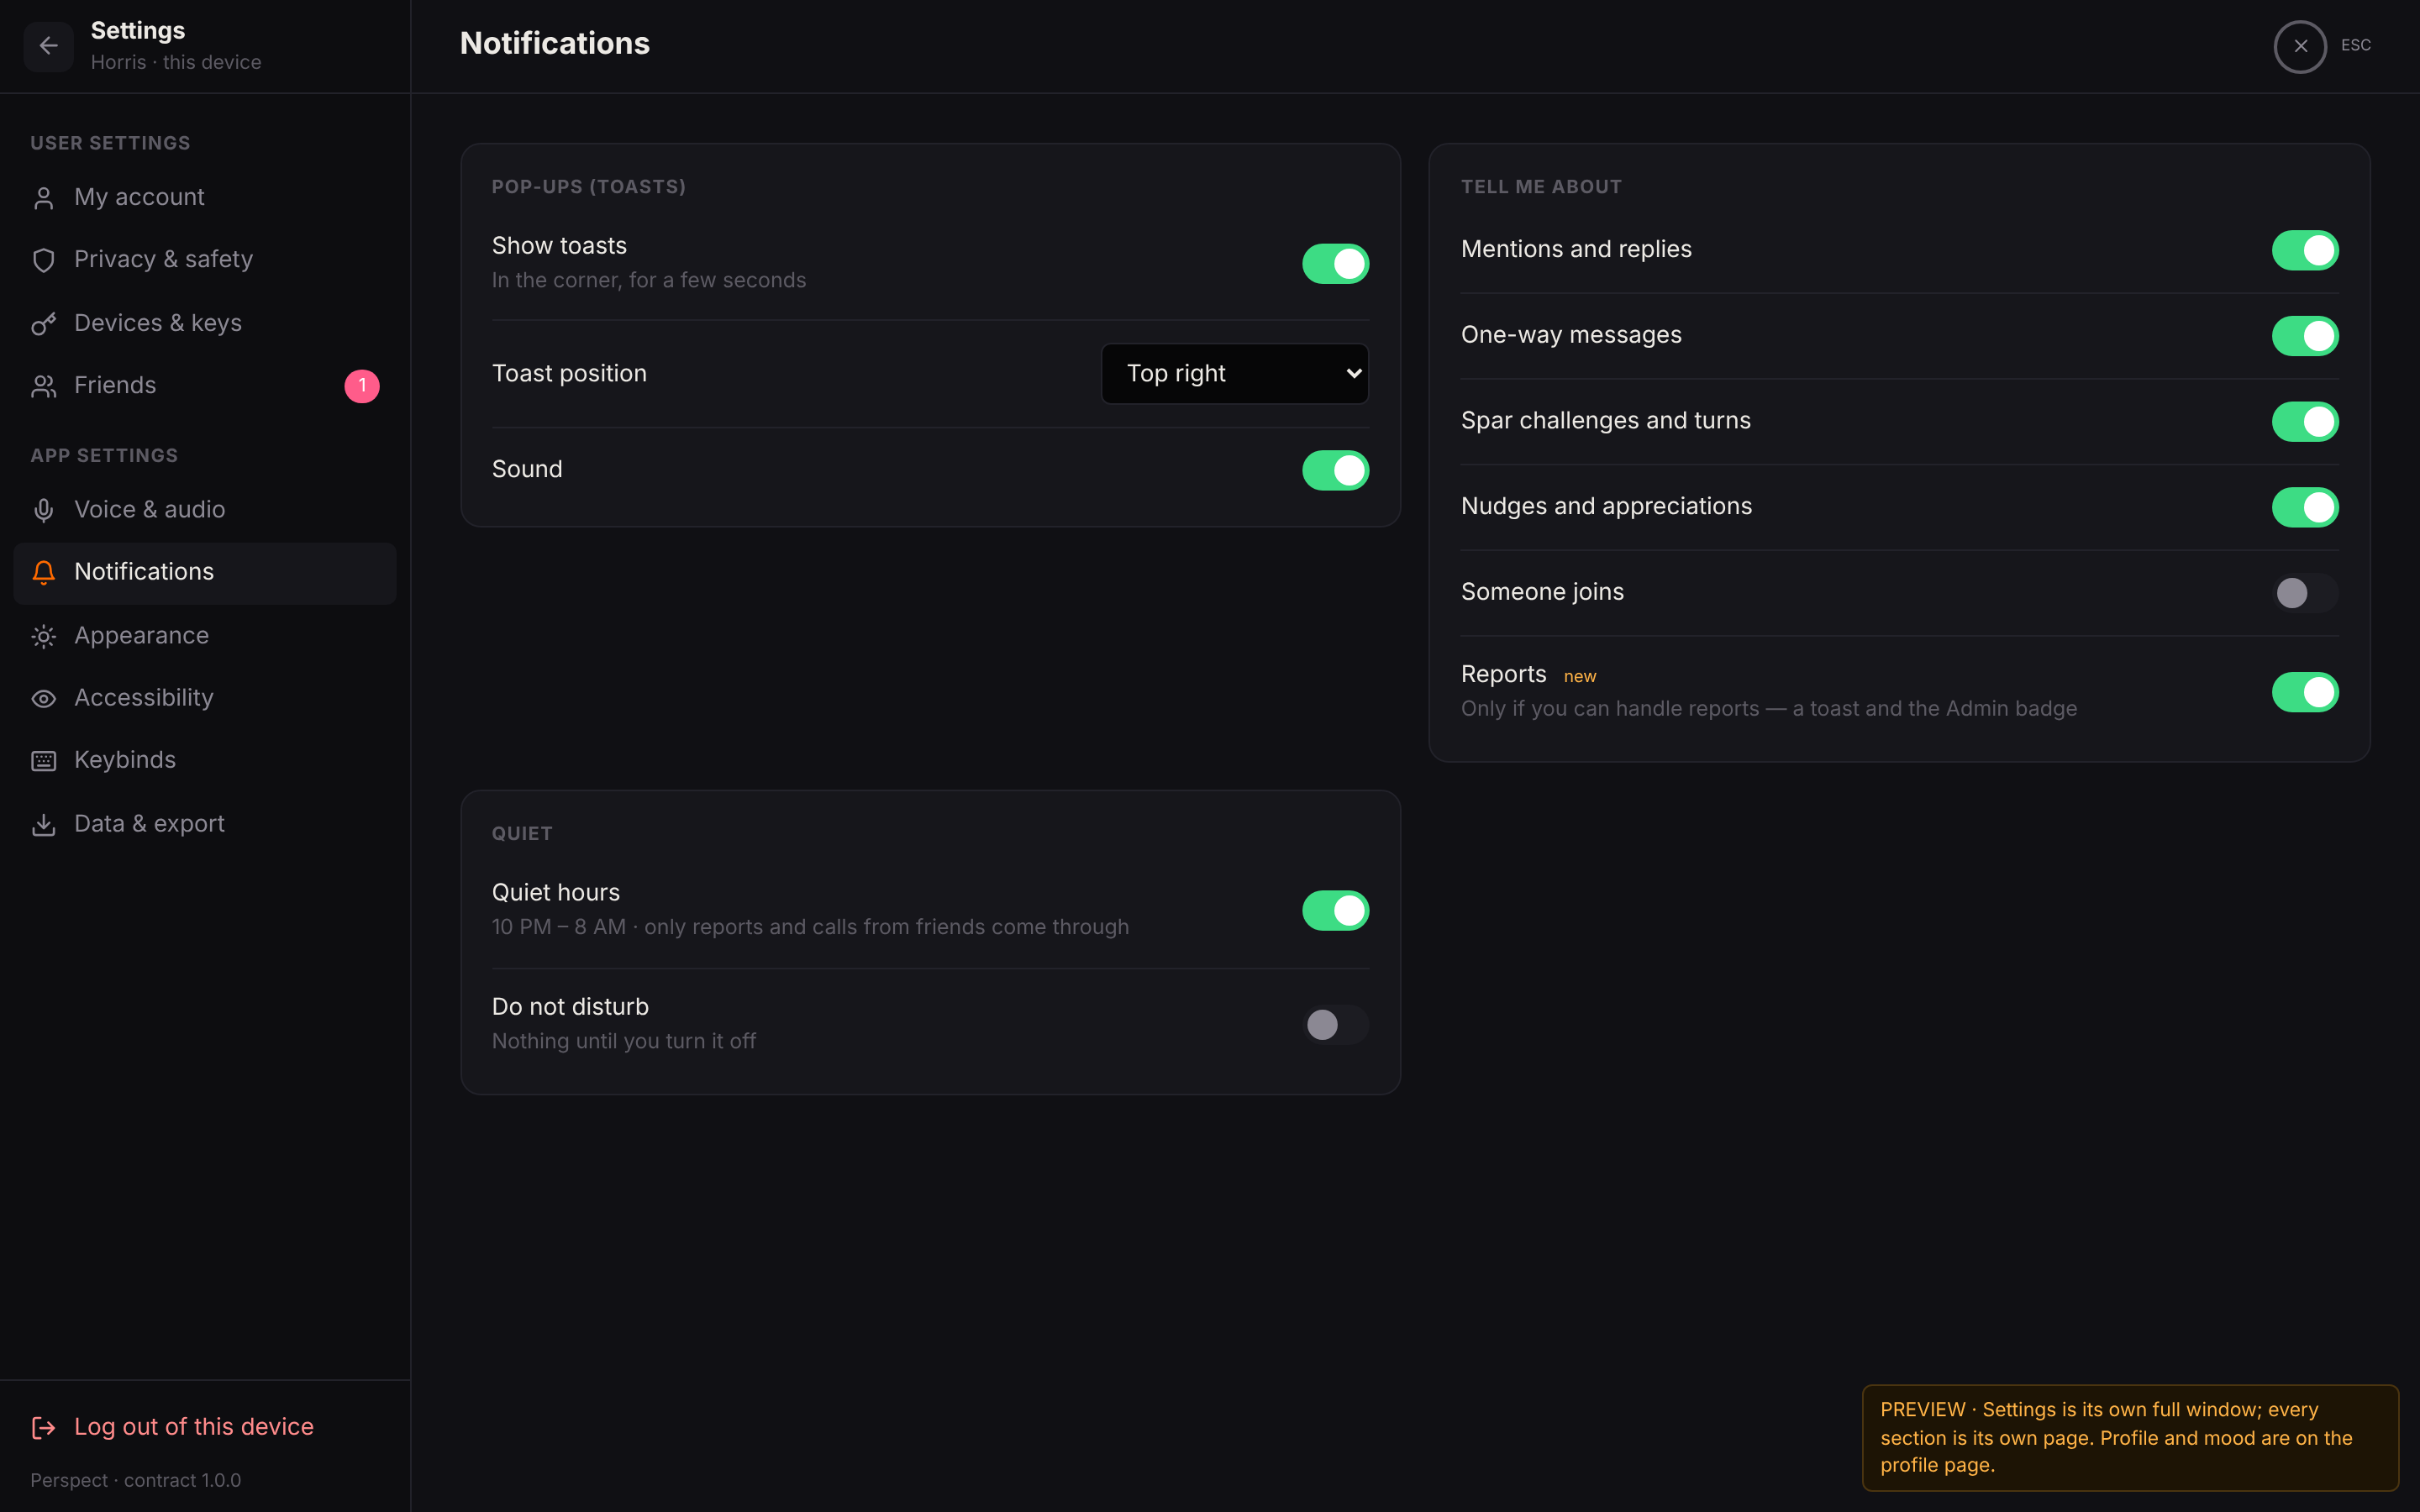 Settings
Horris · this device
USER SETTINGS
My account
Privacy & safety
Devices & keys
Friends
1
APP SETTINGS
Voice & audio
Notifications
Appearance
Accessibility
Keybinds
Data & export
Log out of this device
Perspect · contract 1.0.0
Notifications
ESC
POP-UPS (TOASTS)
Show toasts
In the corner, for a few seconds
Toast position
Top right
Sound
TELL ME ABOUT
Mentions and replies
One-way messages
Spar challenges and turns
Nudges and appreciations
Someone joins
Reports new
Only if you can handle reports — a toast and the Admin badge
QUIET
Quiet hours
10 PM – 8 AM · only reports and calls from friends come through
Do not disturb
Nothing until you turn it off
PREVIEW · Settings is its own full window; every
section is its own page. Profile and mood are on the
profile page.